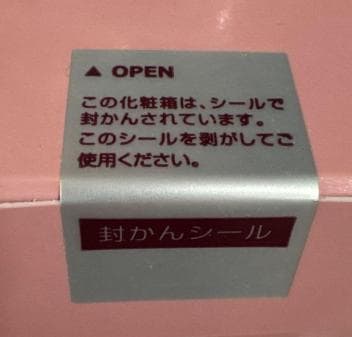 ▲ OPEN
この化粧箱は、シールで
封かんされています。
このシールを剥がしてご
使用ください。
封かんシール